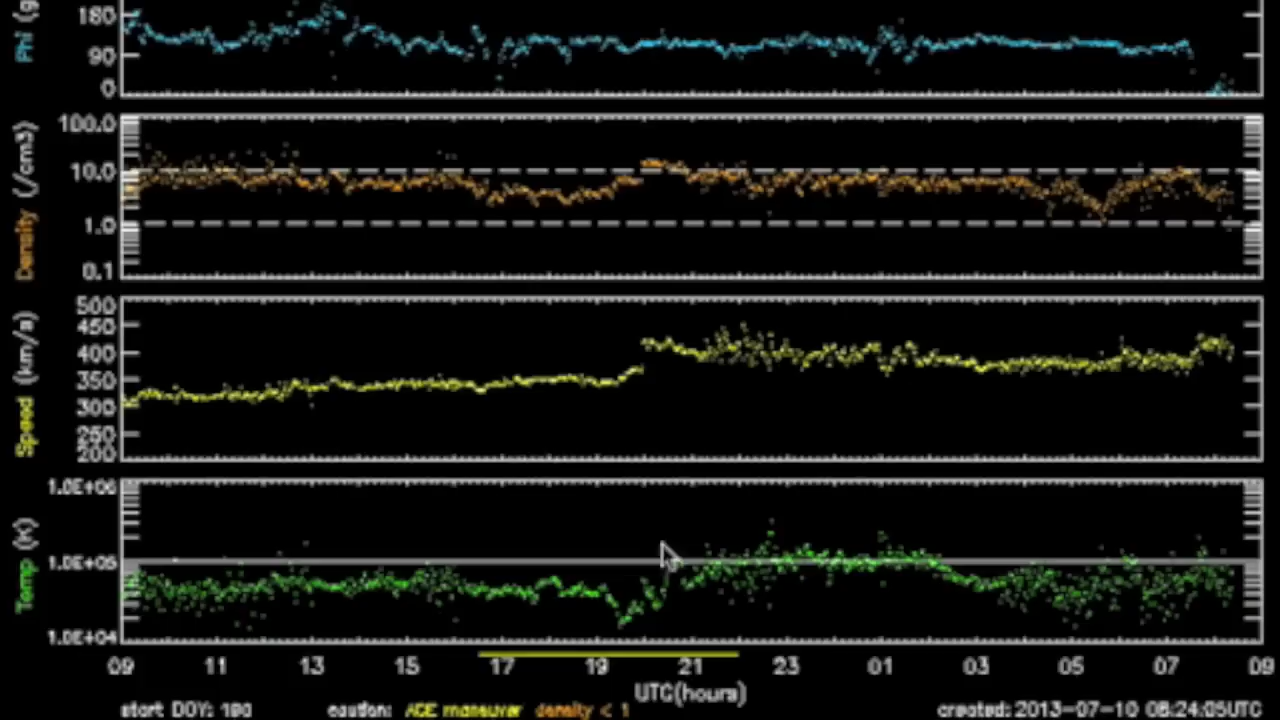 Phi (g
180
90
0
Density (/cm3)
100.0
10.0
1.0
0.1
Speed (km/s)
500
450
400
350
300
250
200
Temp (K)
1.0E+06
1.0E+05
1.0E+04
09 11 13 15 17 19 21 23 01 03 05 07 09
UTC(hours)
start DOY: 190 caution: ACE maneuver density < 1 created: 2013-07-10 08:24:05UTC